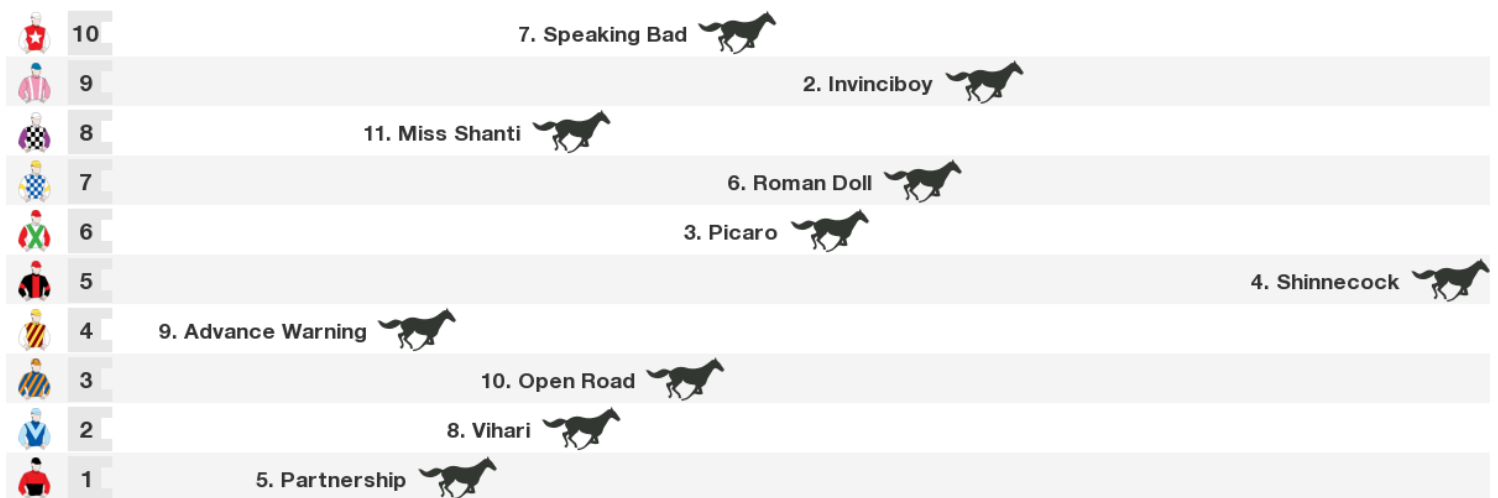 10 7. Speaking Bad
9 2. Invinciboy
8 11. Miss Shanti
7 6. Roman Doll
6 3. Picaro
5 4. Shinnecock
4 9. Advance Warning
3 10. Open Road
2 8. Vihari
1 5. Partnership